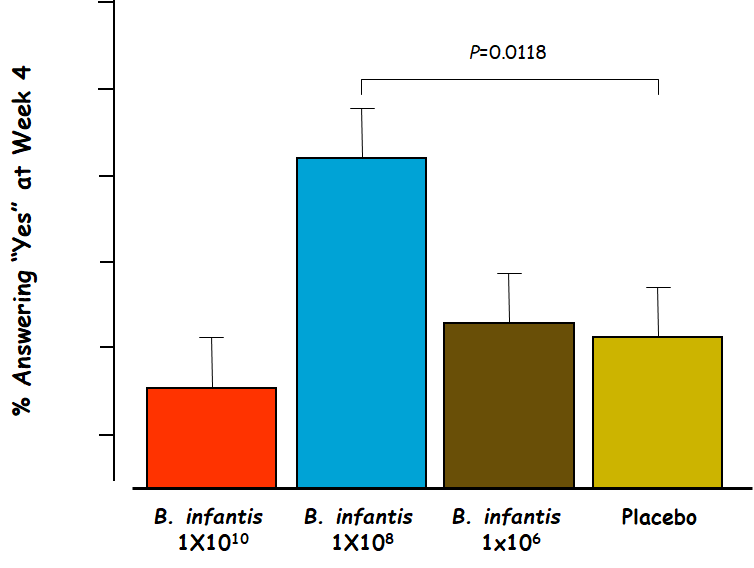 P=0.0118
% Answering “Yes” at Week 4
B. infantis
1X10¹⁰
B. infantis
1X10⁸
B. infantis
1x10⁶
Placebo